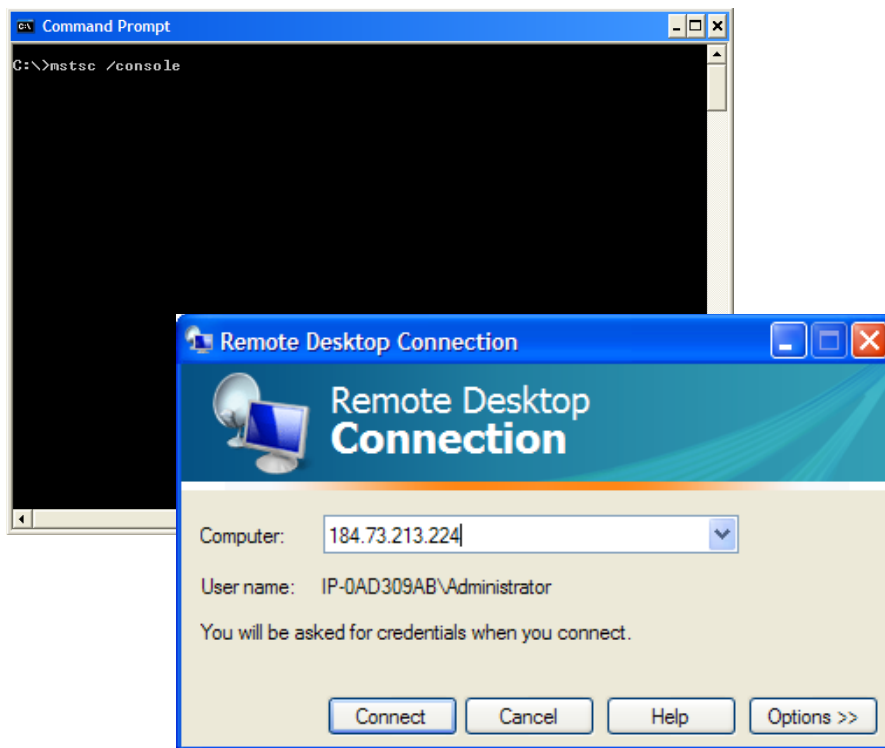 Command Prompt
C:\>mstsc /console
Remote Desktop Connection
Remote Desktop
Connection
Computer: 184.73.213.224
User name: IP-0AD309AB\Administrator
You will be asked for credentials when you connect.
Connect Cancel Help Options >>